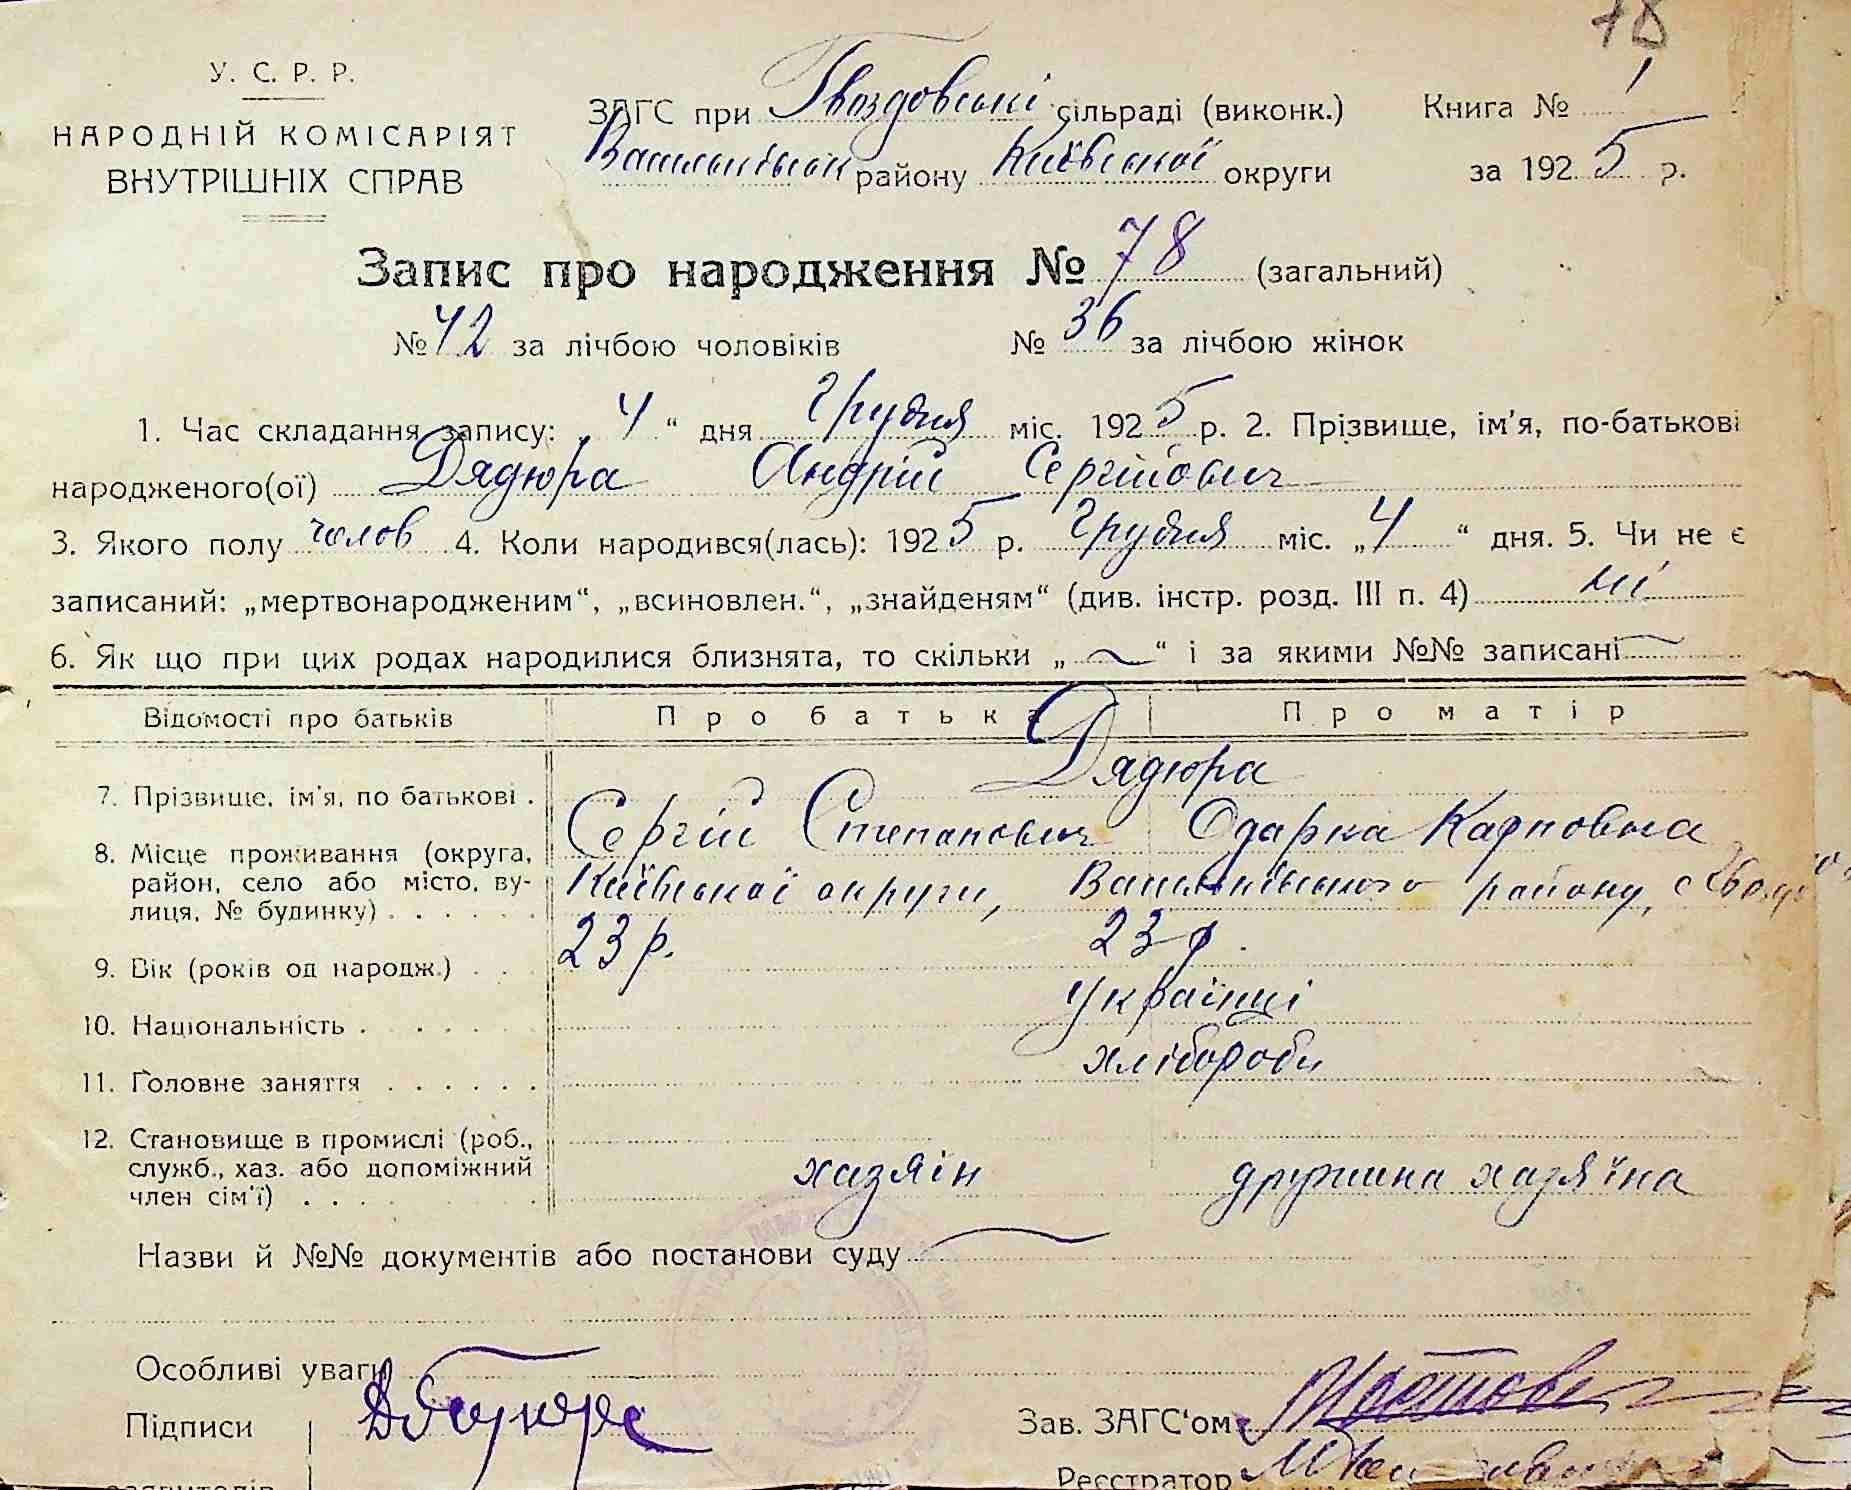 78
У. С. Р. Р.
НАРОДНІЙ КОМІСАРІЯТ
ВНУТРІШНІХ СПРАВ
ЗАГС при Гвоздовські сільраді (виконк.) Книга № 1
Васильківськ району Київської округи за 1925 р.
Запис про народження № 78 (загальний)
№ 42 за лічбою чоловіків № 36 за лічбою жінок
1. Час складання запису: „4“ дня Грудня міс. 1925 р. 2. Прізвище, ім'я, по-батькові
народженого(ої) Дядюра Андрій Сергійович
3. Якого полу чолов 4. Коли народився(лась): 1925 р. Грудня міс. „4“ дня. 5. Чи не є
записаний: „мертвонародженим“, „всиновлен.“, „знайденям“ (див. інстр. розд. III п. 4) ні
6. Як що при цих родах народилися близнята, то скільки „ “ і за якими №№ записані
Відомості про батьків Про батька Про матір
7. Прізвище, ім'я, по батькові . Дядюра
Сергій Степанович Одарка Карповна
8. Місце проживання (округа, район, село або місто, вулиця, № будинку) Київської округи, Васильківського району, с
9. Вік (років од народж.) 23 р. 23 р.
10. Національність Українці
11. Головне заняття хлібороби
12. Становище в промислі (роб.,
служб., хаз. або допоміжний
член сім'ї) хазяін дружина хазяїна
Назви й №№ документів або постанови суду
Особливі уваги
Підписи Зав. ЗАГС'ом
заявителів Реєстратор